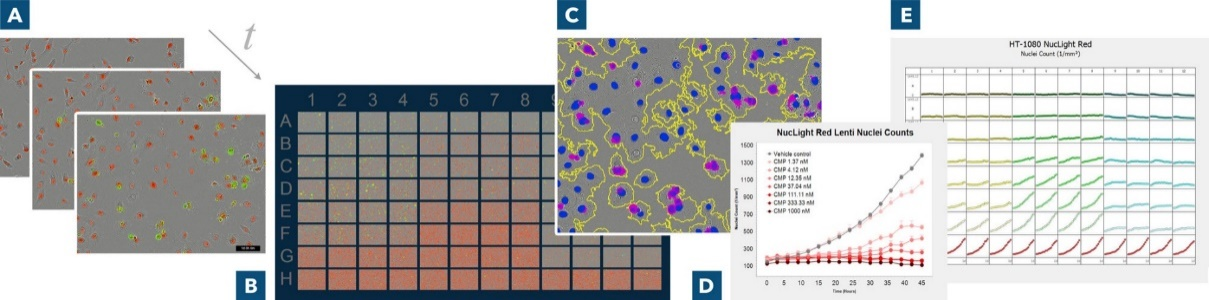 A
t
B
1 2 3 4 5 6 7 8
A
B
C
D
E
F
G
H
C
D
NucLight Red Lenti Nuclei Counts
Vehicle control
CMP 1.37 nM
CMP 4.12 nM
CMP 12.35 nM
CMP 37.04 nM
CMP 111.11 nM
CMP 333.33 nM
CMP 1000 nM
1500
1300
1100
900
700
500
300
100
0 5 10 15 20 25 30 35 40 45
Time (Hours)
E
HT-1080 NucLight Red
Nuclei Count (1/mm³)
1 2 3 4 5 6 7 8 9 10 11 12